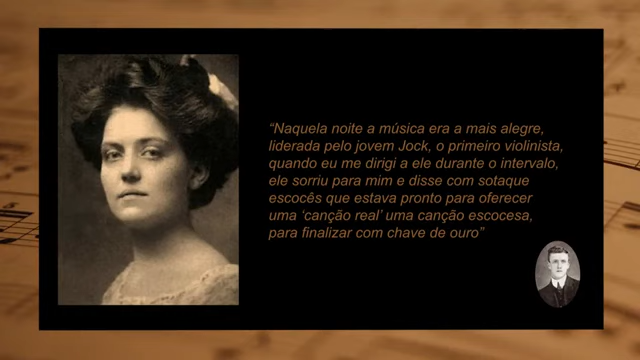 “Naquela noite a música era a mais alegre,
liderada pelo jovem Jock, o primeiro violinista,
quando eu me dirigi a ele durante o intervalo,
ele sorriu para mim e disse com sotaque
escocês que estava pronto para oferecer
uma ‘canção real’ uma canção escocesa,
para finalizar com chave de ouro”